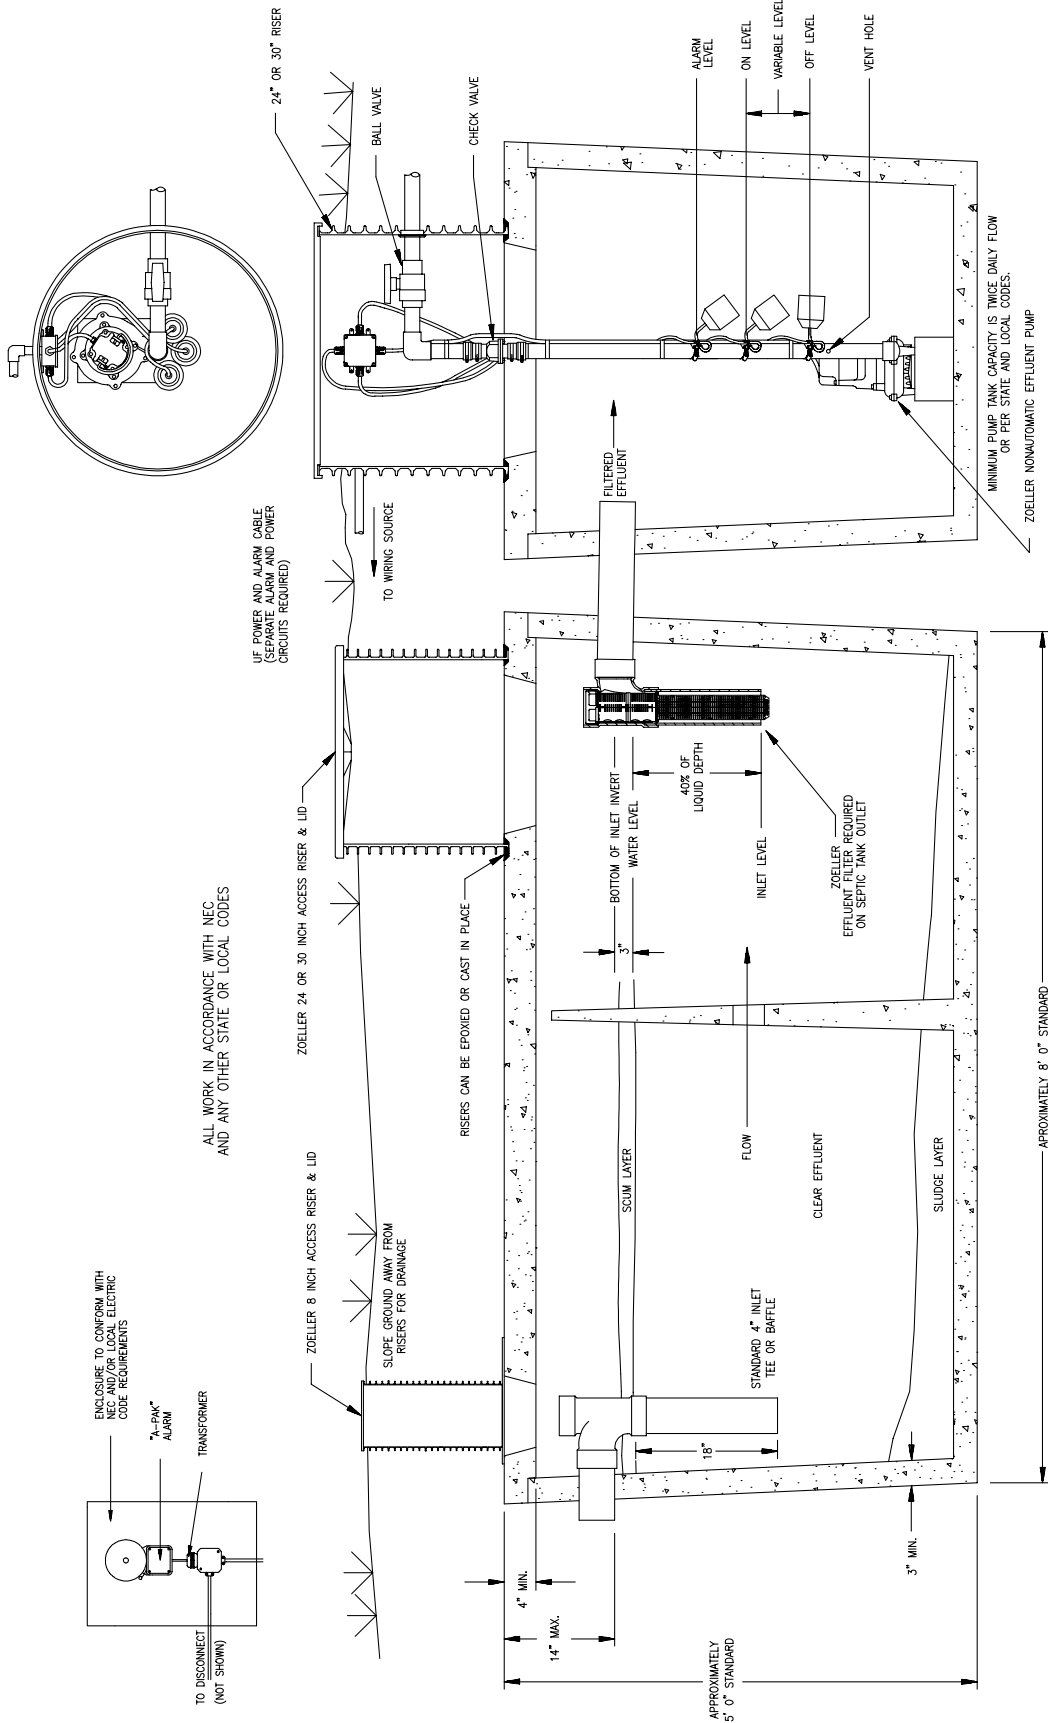 ENCLOSURE TO CONFORM WITH
NEC AND/OR LOCAL ELECTRIC
CODE REQUIREMENTS
"A-PAK"
ALARM
TRANSFORMER
TO DISCONNECT
(NOT SHOWN)
ALL WORK IN ACCORDANCE WITH NEC
AND ANY OTHER STATE OR LOCAL CODES
UF POWER AND ALARM CABLE
(SEPARATE ALARM AND POWER
CIRCUITS REQUIRED)
24" OR 30" RISER
ZOELLER 8 INCH ACCESS RISER & LID
ZOELLER 24 OR 30 INCH ACCESS RISER & LID
SLOPE GROUND AWAY FROM
RISERS FOR DRAINAGE
TO WIRING SOURCE
BALL VALVE
RISERS CAN BE EPOXIED OR CAST IN PLACE
CHECK VALVE
4" MIN.
14" MAX.
APPROXIMATELY
5' 0" STANDARD
3" MIN.
18"
STANDARD 4" INLET
TEE OR BAFFLE
SCUM LAYER
FLOW
CLEAR EFFLUENT
SLUDGE LAYER
3"
BOTTOM OF INLET INVERT
WATER LEVEL
40% OF
LIQUID DEPTH
INLET LEVEL
ZOELLER
EFFLUENT FILTER REQUIRED
ON SEPTIC TANK OUTLET
FILTERED
EFFLUENT
ALARM
LEVEL
ON LEVEL
VARIABLE LEVEL
OFF LEVEL
VENT HOLE
MINIMUM PUMP TANK CAPACITY IS TWICE DAILY FLOW
OR PER STATE AND LOCAL CODES.
ZOELLER NONAUTOMATIC EFFLUENT PUMP
APROXIMATELY 8' 0" STANDARD